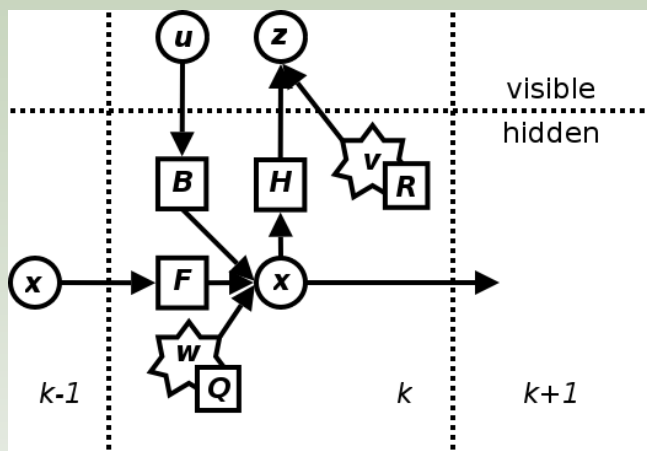 u z
visible
hidden
v
B H R
x F x
w
Q
k-1 k k+1